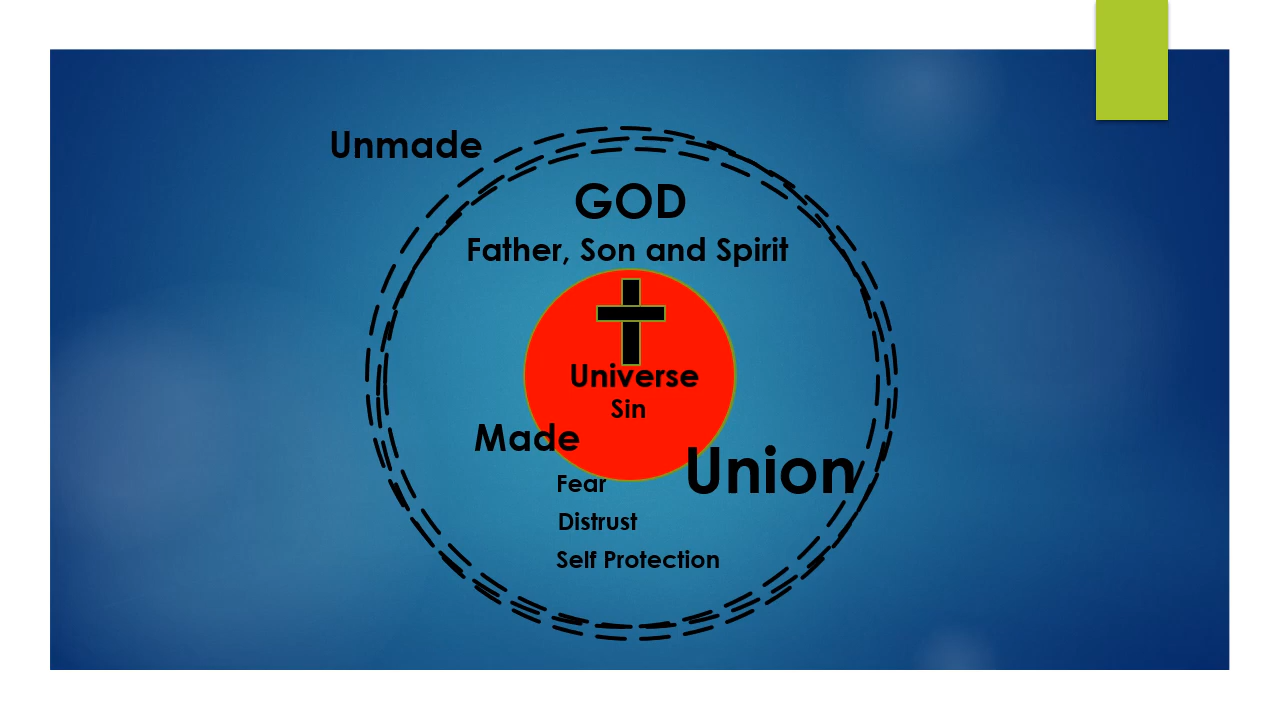 Unmade
GOD
Father, Son and Spirit
Universe
Sin
Made
Union
Fear
Distrust
Self Protection